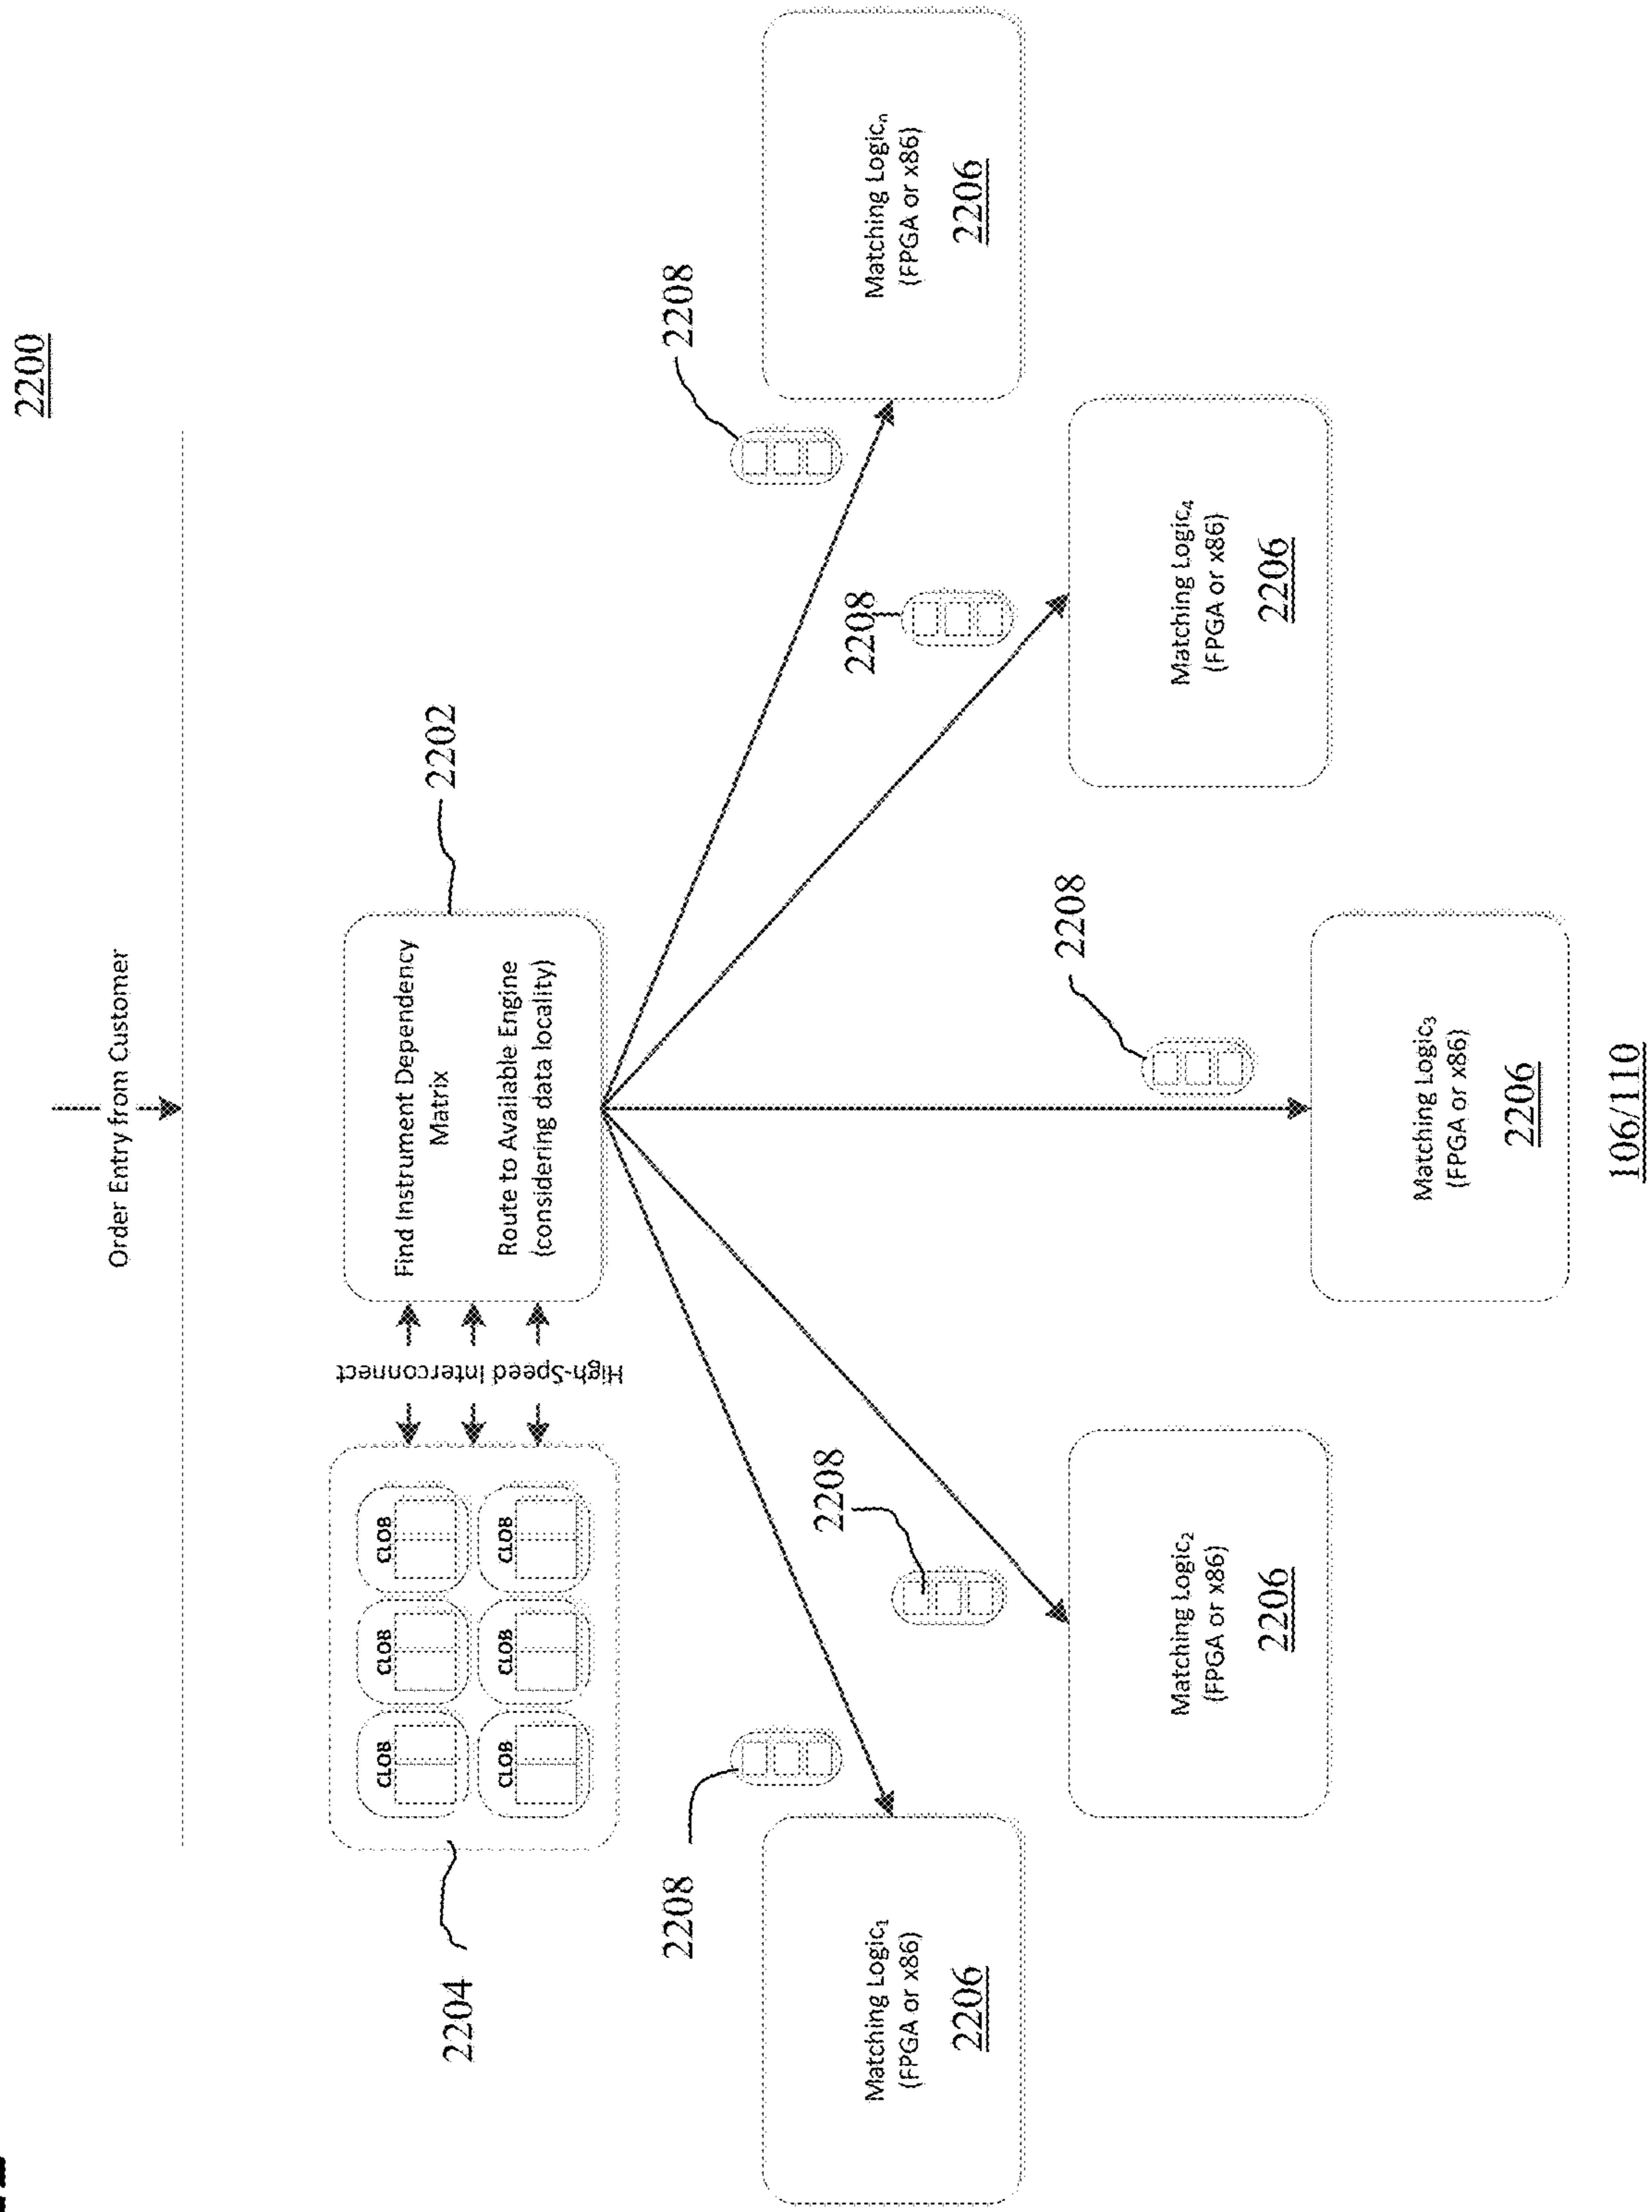 2200
Order Entry from Customer
2202
Find Instrument Dependency
Matrix
Route to Available Engine
(considering data locality)
High-Speed Interconnect
CLOB
CLOB
CLOB
CLOB
CLOB
CLOB
2204
2208
2208
2208
2208
2208
Matching Logic₁
(FPGA or x86)
2206
Matching Logic₂
(FPGA or x86)
2206
Matching Logic₃
(FPGA or x86)
2206
Matching Logic₄
(FPGA or x86)
2206
Matching Logicₙ
(FPGA or x86)
2206
106/110